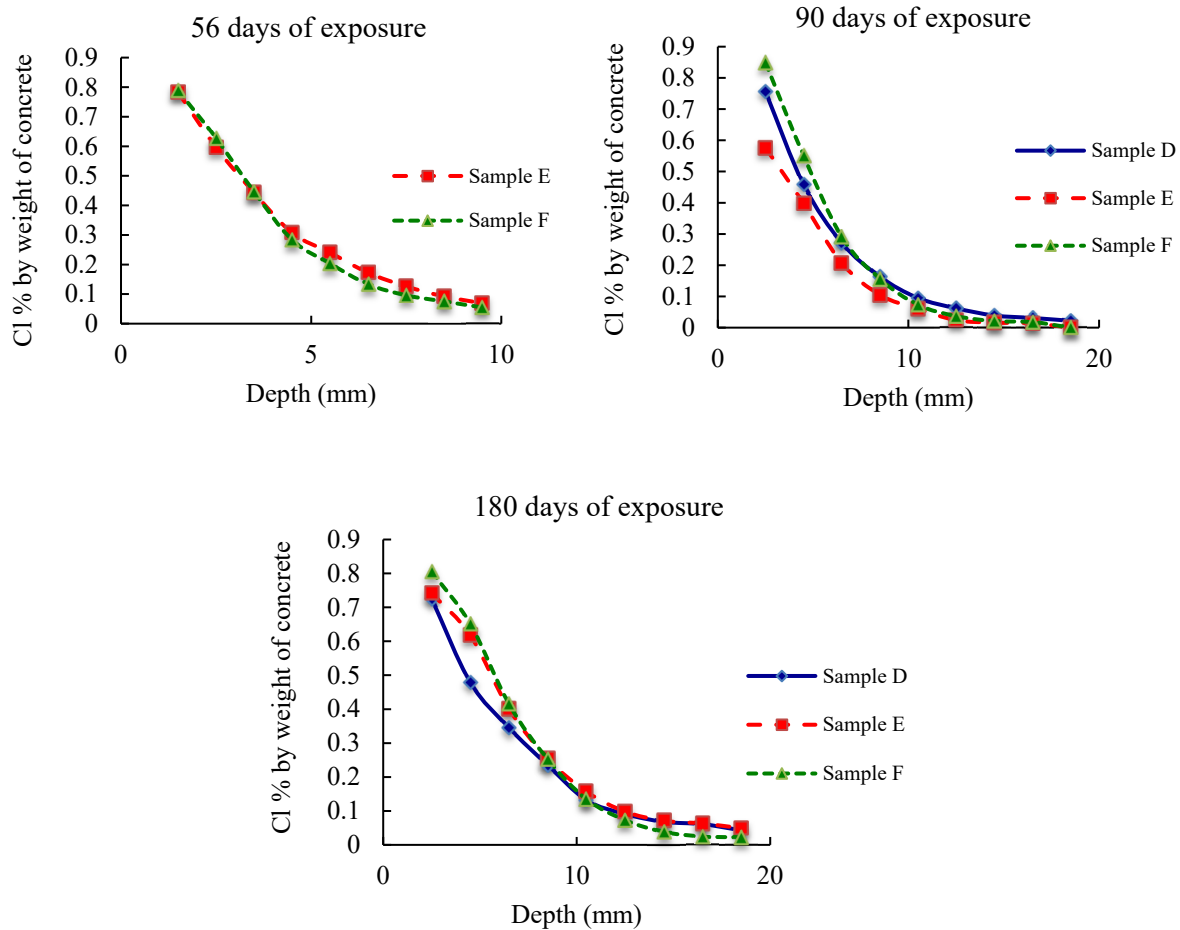 56 days of exposure
Cl % by weight of concrete
0.9
0.8
0.7
0.6
0.5
0.4
0.3
0.2
0.1
0
0
5
10
Depth (mm)
Sample E
Sample F
90 days of exposure
Cl % by weight of concrete
0.9
0.8
0.7
0.6
0.5
0.4
0.3
0.2
0.1
0
0
10
20
Depth (mm)
Sample D
Sample E
Sample F
180 days of exposure
Cl % by weight of concrete
0.9
0.8
0.7
0.6
0.5
0.4
0.3
0.2
0.1
0
0
10
20
Depth (mm)
Sample D
Sample E
Sample F